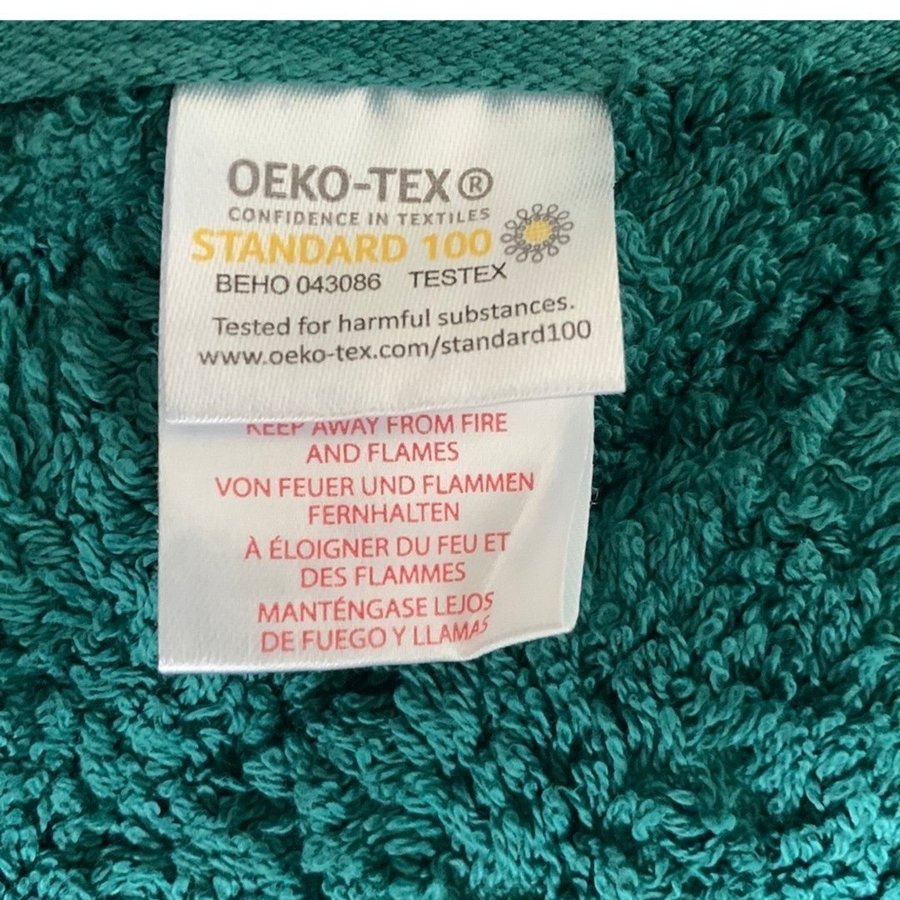 OEKO-TEX®
CONFIDENCE IN TEXTILES
STANDARD 100
BEHO 043086 TESTEX
Tested for harmful substances.
www.oeko-tex.com/standard100
KEEP AWAY FROM FIRE
AND FLAMES
VON FEUER UND FLAMMEN
FERNHALTEN
À ÉLOIGNER DU FEU ET
DES FLAMMES
MANTÉNGASE LEJOS
DE FUEGO Y LLAMAS